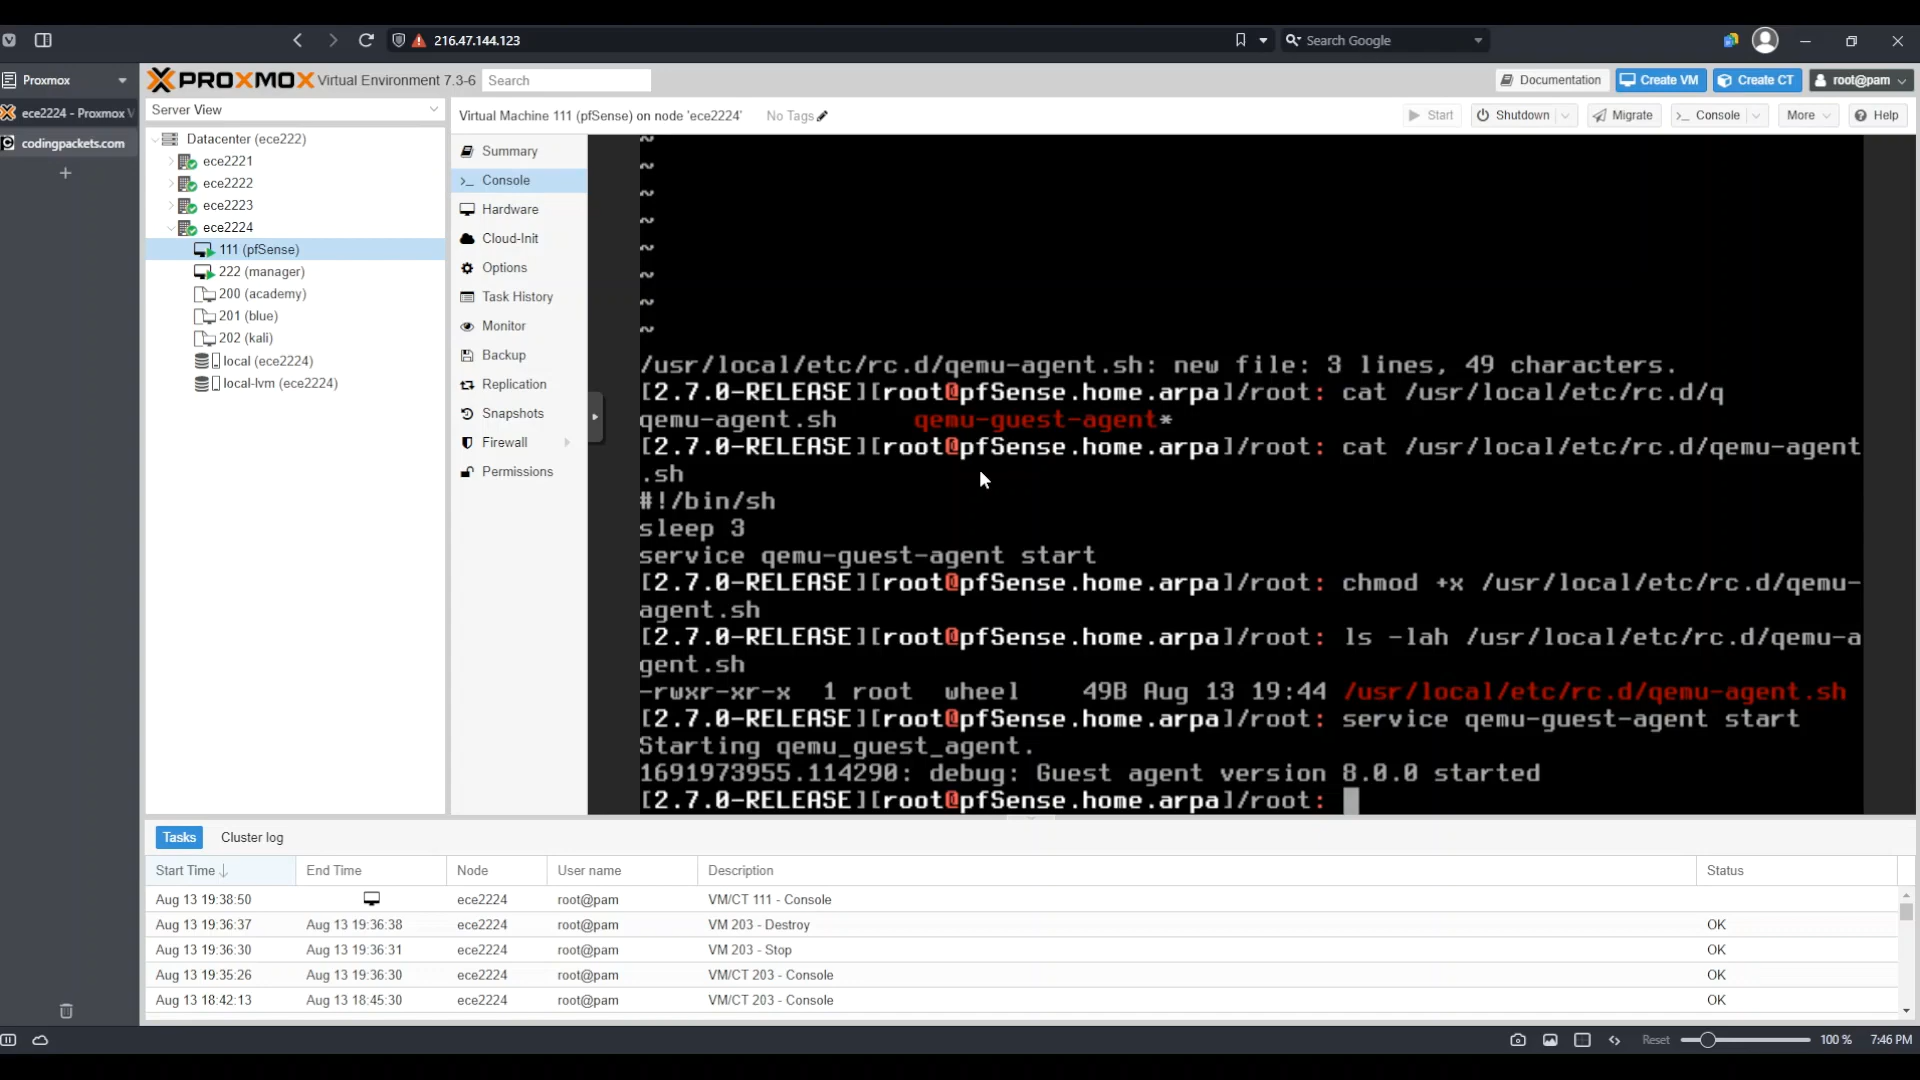 216.47.144.123
Search Google
Proxmox
PROXMOX Virtual Environment 7.3-6
Search
Documentation
Create VM
Create CT
root@pam
ece2224 - Proxmox V
codingpackets.com
Server View
Virtual Machine 111 (pfSense) on node 'ece2224'
No Tags
Start
Shutdown
Migrate
Console
More
Help
Datacenter (ece222)
ece2221
ece2222
ece2223
ece2224
111 (pfSense)
222 (manager)
200 (academy)
201 (blue)
202 (kali)
local (ece2224)
local-lvm (ece2224)
Summary
Console
Hardware
Cloud-Init
Options
Task History
Monitor
Backup
Replication
Snapshots
Firewall
Permissions
~
~
~
~
~
~
~
~
/usr/local/etc/rc.d/qemu-agent.sh: new file: 3 lines, 49 characters.
[2.7.0-RELEASE][root@pfSense.home.arpa]/root: cat /usr/local/etc/rc.d/q
qemu-agent.sh qemu-guest-agent*
[2.7.0-RELEASE][root@pfSense.home.arpa]/root: cat /usr/local/etc/rc.d/qemu-agent
.sh
#!/bin/sh
sleep 3
service qemu-guest-agent start
[2.7.0-RELEASE][root@pfSense.home.arpa]/root: chmod +x /usr/local/etc/rc.d/qemu-
agent.sh
[2.7.0-RELEASE][root@pfSense.home.arpa]/root: ls -lah /usr/local/etc/rc.d/qemu-a
gent.sh
-rwxr-xr-x 1 root wheel 49B Aug 13 19:44 /usr/local/etc/rc.d/qemu-agent.sh
[2.7.0-RELEASE][root@pfSense.home.arpa]/root: service qemu-guest-agent start
Starting qemu_guest_agent.
1691973955.114290: debug: Guest agent version 8.0.0 started
[2.7.0-RELEASE][root@pfSense.home.arpa]/root:
Tasks
Cluster log
Start Time End Time Node User name Description Status
Aug 13 19:38:50 ece2224 root@pam VM/CT 111 - Console
Aug 13 19:36:37 Aug 13 19:36:38 ece2224 root@pam VM 203 - Destroy OK
Aug 13 19:36:30 Aug 13 19:36:31 ece2224 root@pam VM 203 - Stop OK
Aug 13 19:35:26 Aug 13 19:36:30 ece2224 root@pam VM/CT 203 - Console OK
Aug 13 18:42:13 Aug 13 18:45:30 ece2224 root@pam VM/CT 203 - Console OK
Reset
100 %
7:46 PM